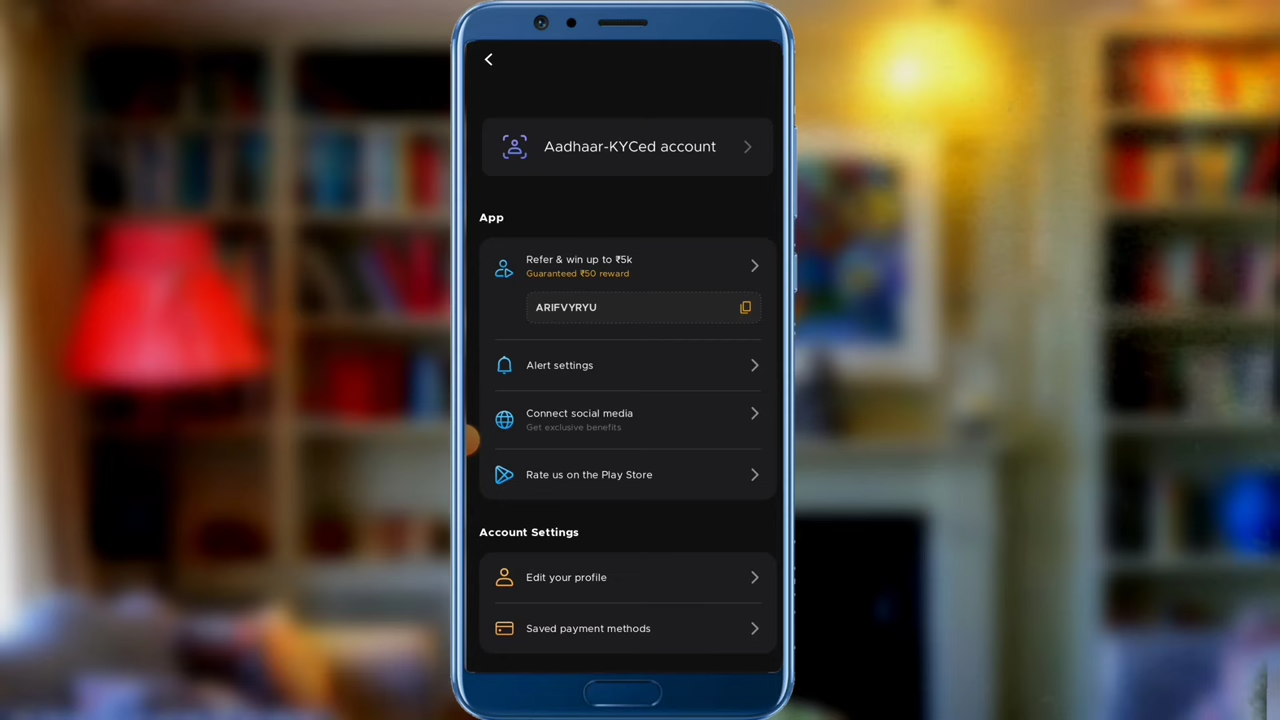 Aadhaar-KYCed account
App
Refer & win up to ₹5k
Guaranteed ₹50 reward
ARIFVYRYU
Alert settings
Connect social media
Get exclusive benefits
Rate us on the Play Store
Account Settings
Edit your profile
Saved payment methods